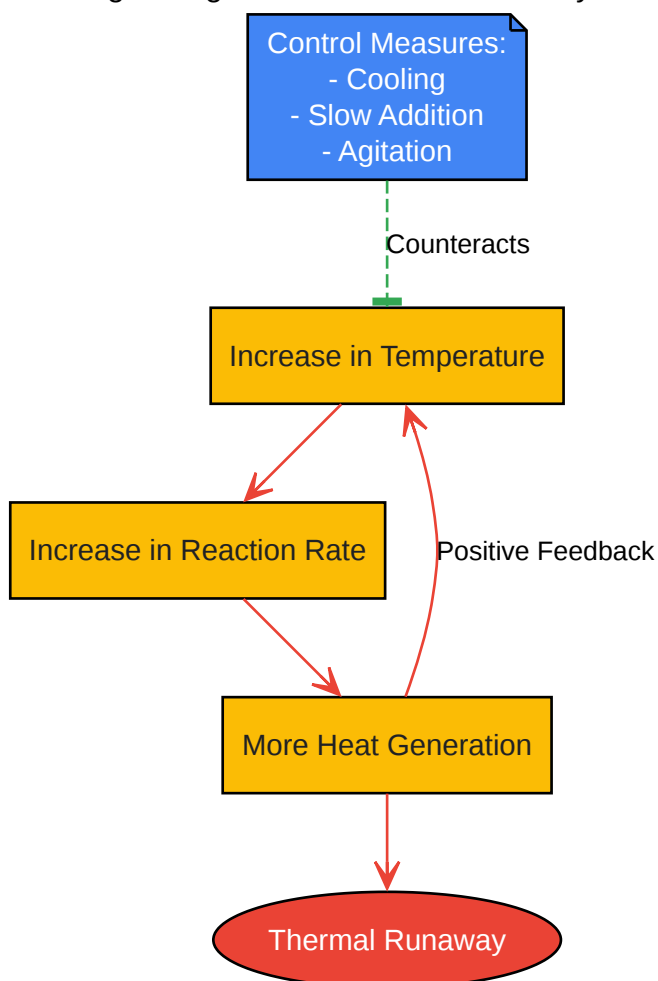 Control Measures:
- Cooling
- Slow Addition
- Agitation
Counteracts
Increase in Temperature
Increase in Reaction Rate
Positive Feedback
More Heat Generation
Thermal Runaway